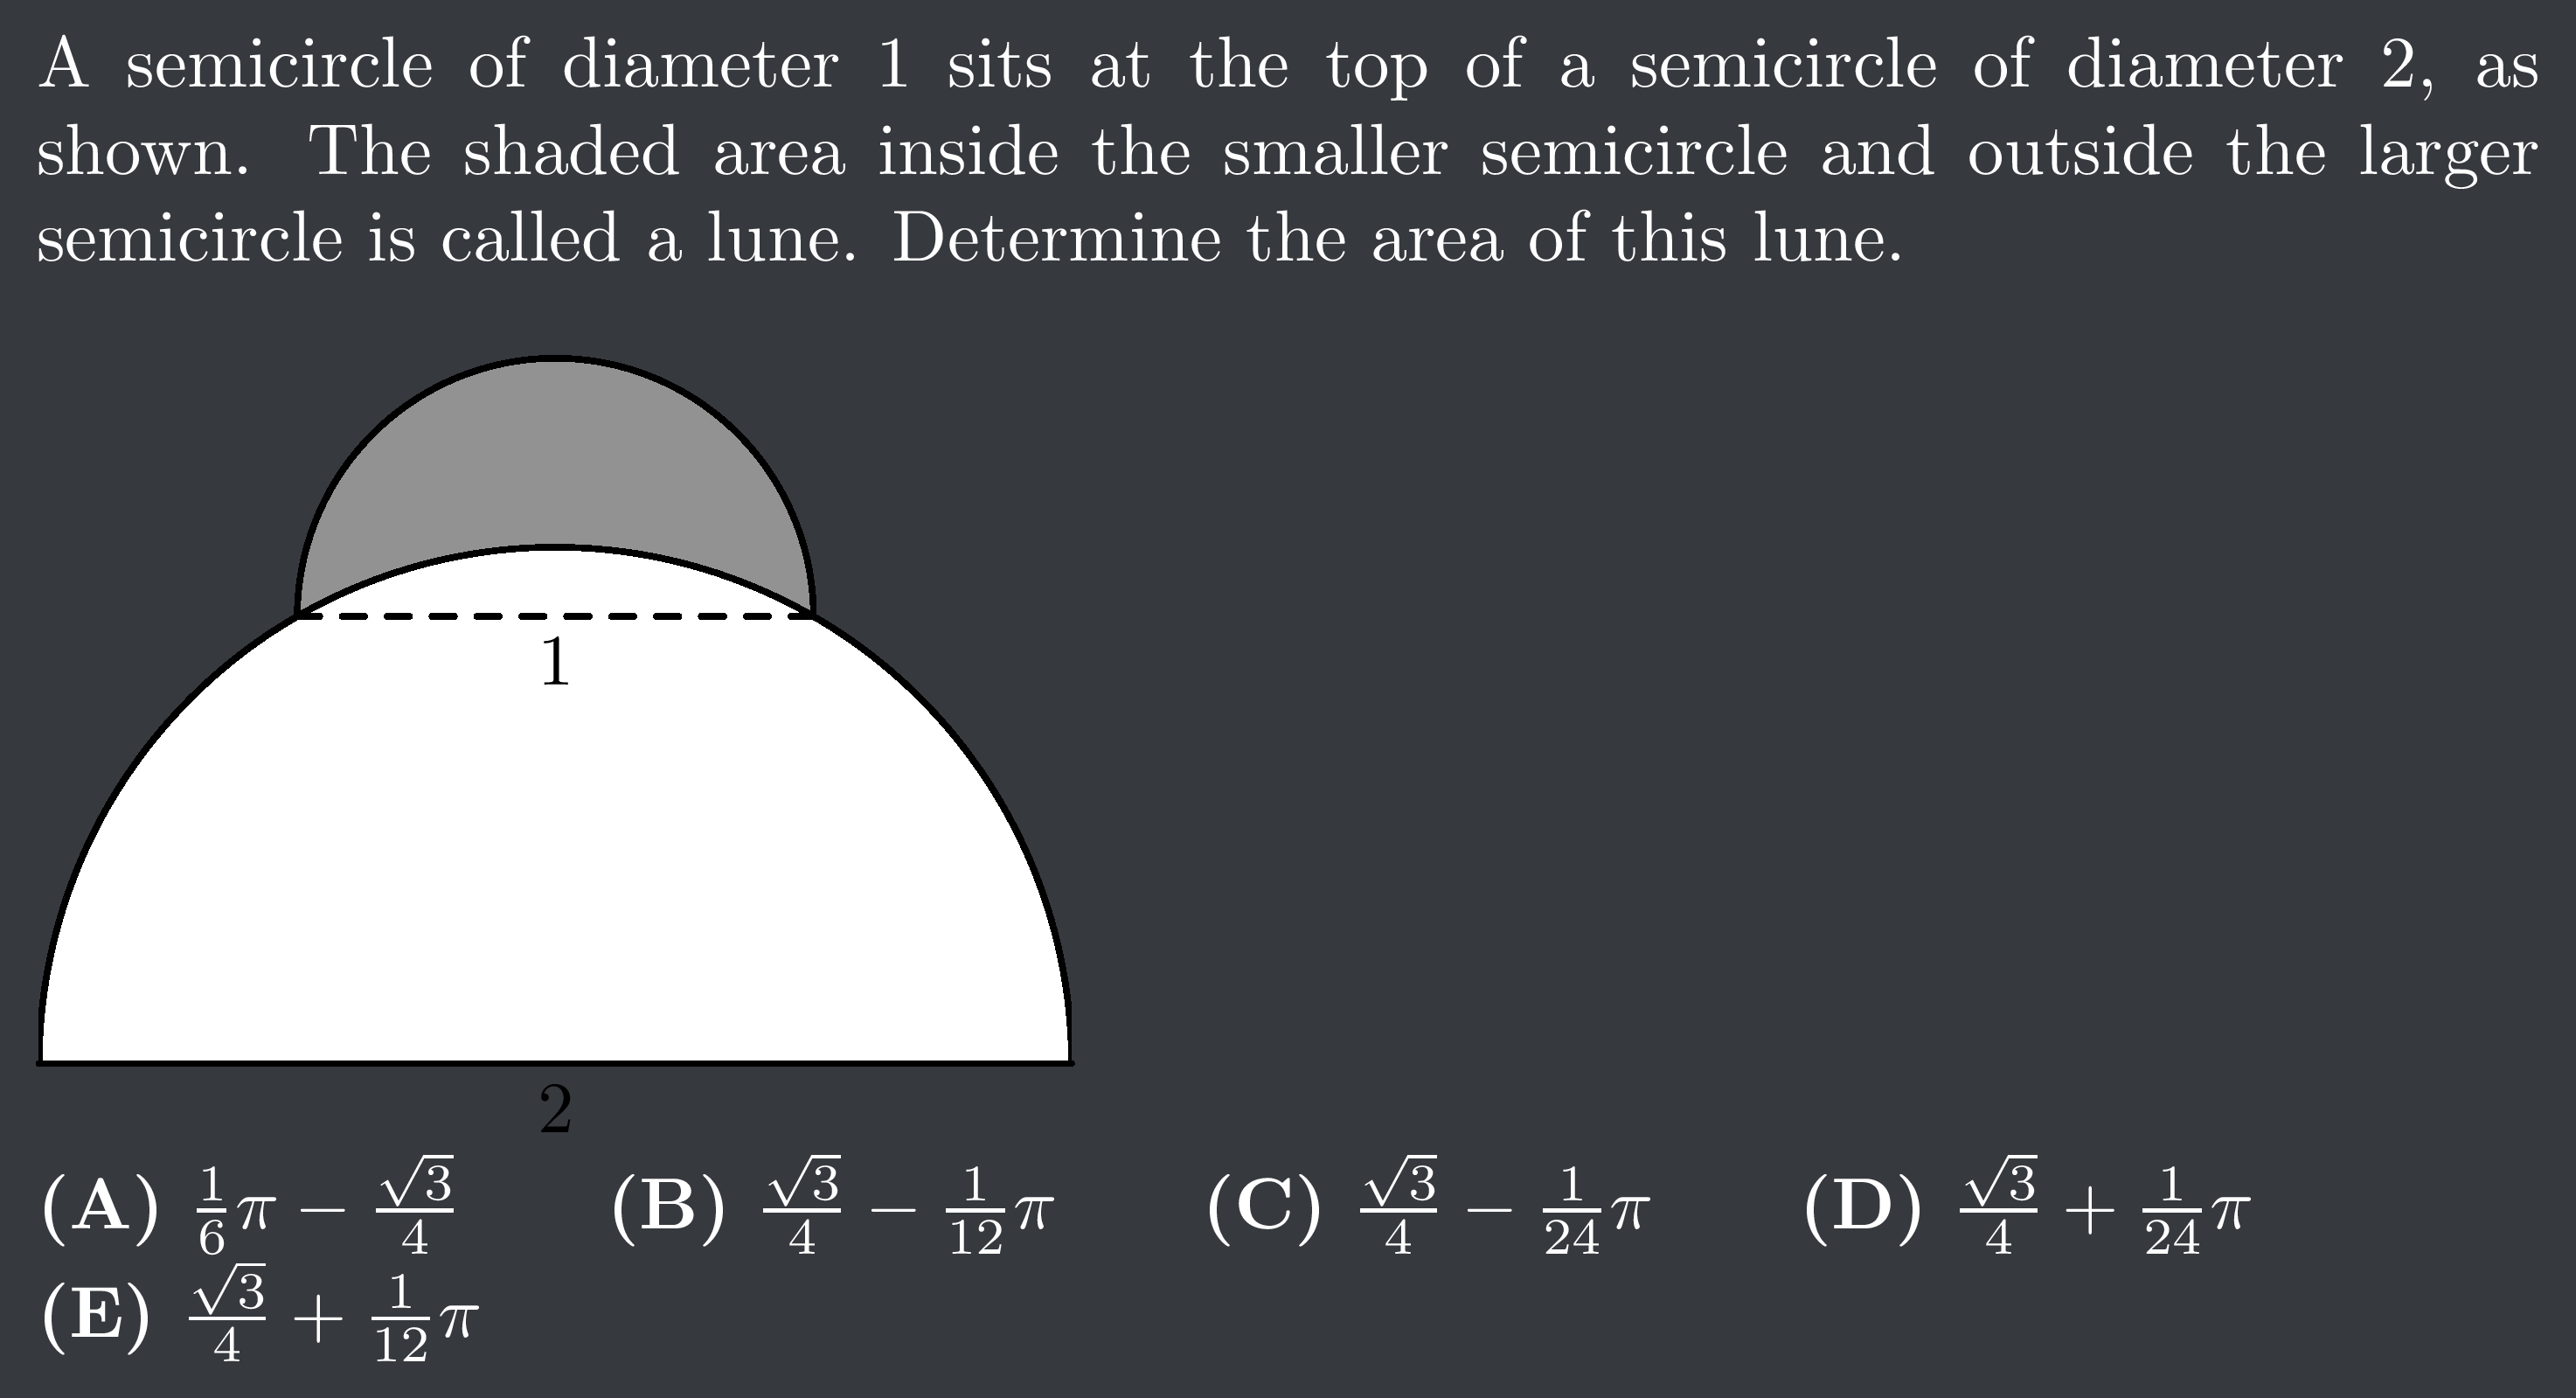 A semicircle of diameter 1 sits at the top of a semicircle of diameter 2, as
shown. The shaded area inside the smaller semicircle and outside the larger
semicircle is called a lune. Determine the area of this lune.
1
2
(A) $\frac{1}{6}\pi - \frac{\sqrt{3}}{4}$ (B) $\frac{\sqrt{3}}{4} - \frac{1}{12}\pi$ (C) $\frac{\sqrt{3}}{4} - \frac{1}{24}\pi$ (D) $\frac{\sqrt{3}}{4} + \frac{1}{24}\pi$
(E) $\frac{\sqrt{3}}{4} + \frac{1}{12}\pi$